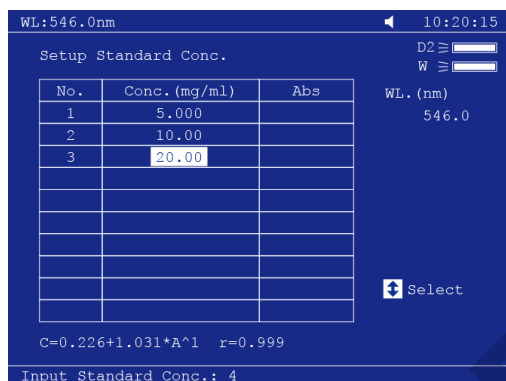 WL:546.0nm 10:20:15
Setup Standard Conc.
D2
W
No. Conc.(mg/ml) Abs
WL.(nm)
1 5.000
546.0
2 10.00
3 20.00
Select
C=0.226+1.031*A^1 r=0.999
Input Standard Conc.: 4